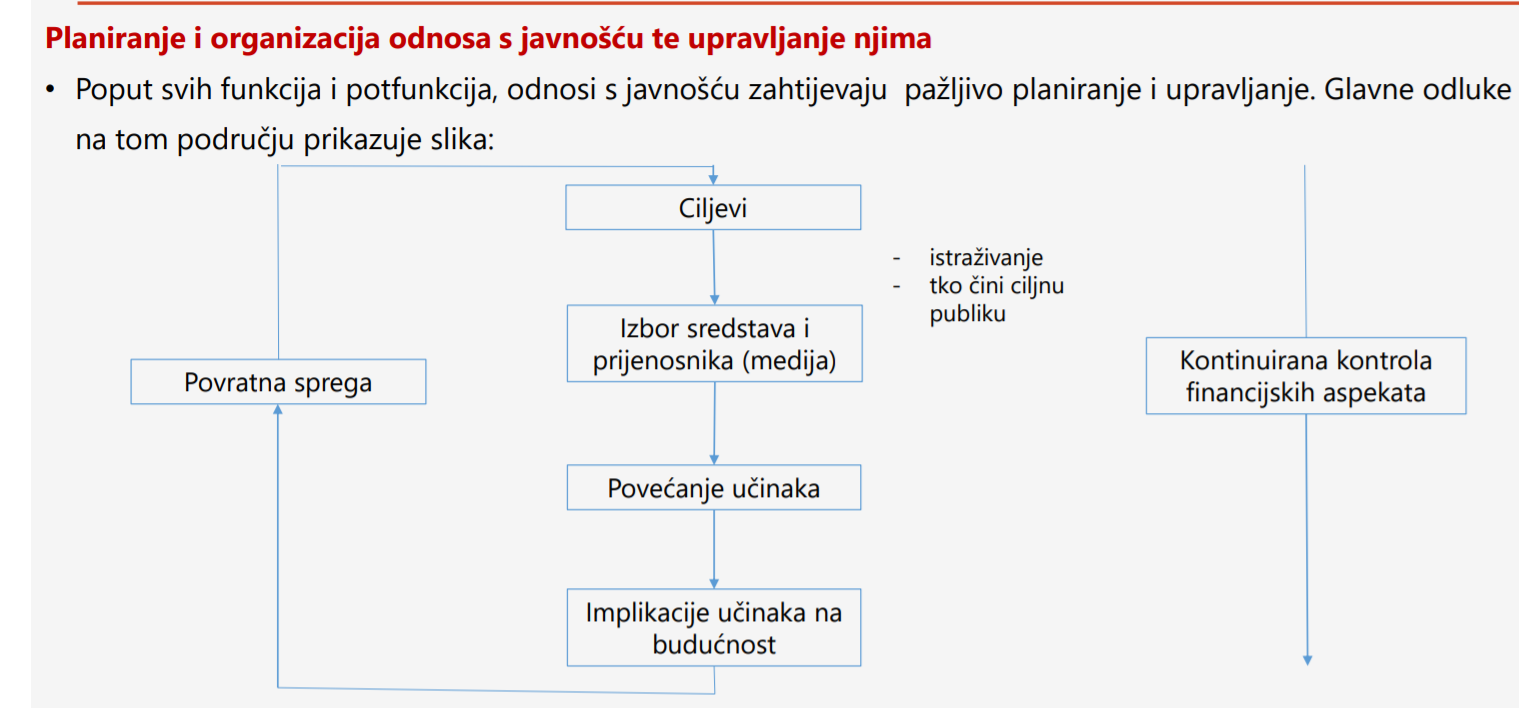 Planiranje i organizacija odnosa s javnošću te upravljanje njima
• Poput svih funkcija i potfunkcija, odnosi s javnošću zahtijevaju pažljivo planiranje i upravljanje. Glavne odluke
na tom području prikazuje slika:
Ciljevi
- istraživanje
- tko čini ciljnu
publiku
Izbor sredstava i
prijenosnika (medija)
Povratna sprega
Kontinuirana kontrola
financijskih aspekata
Povećanje učinaka
Implikacije učinaka na
budućnost